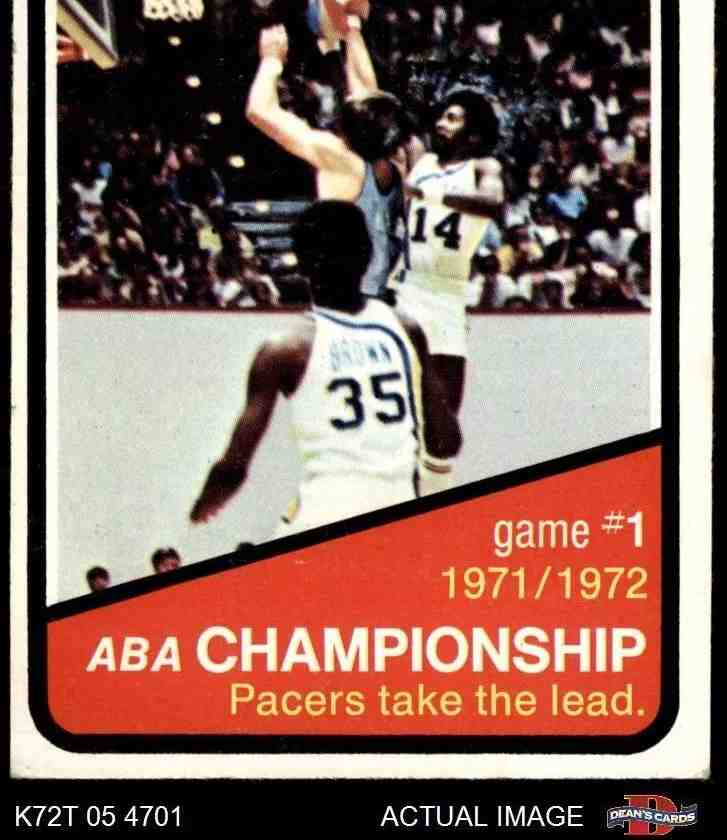 14
BROWN
35
game #1
1971/1972
ABA CHAMPIONSHIP
Pacers take the lead.
K72T 05 4701
ACTUAL IMAGE
D
DEAN'S CARDS